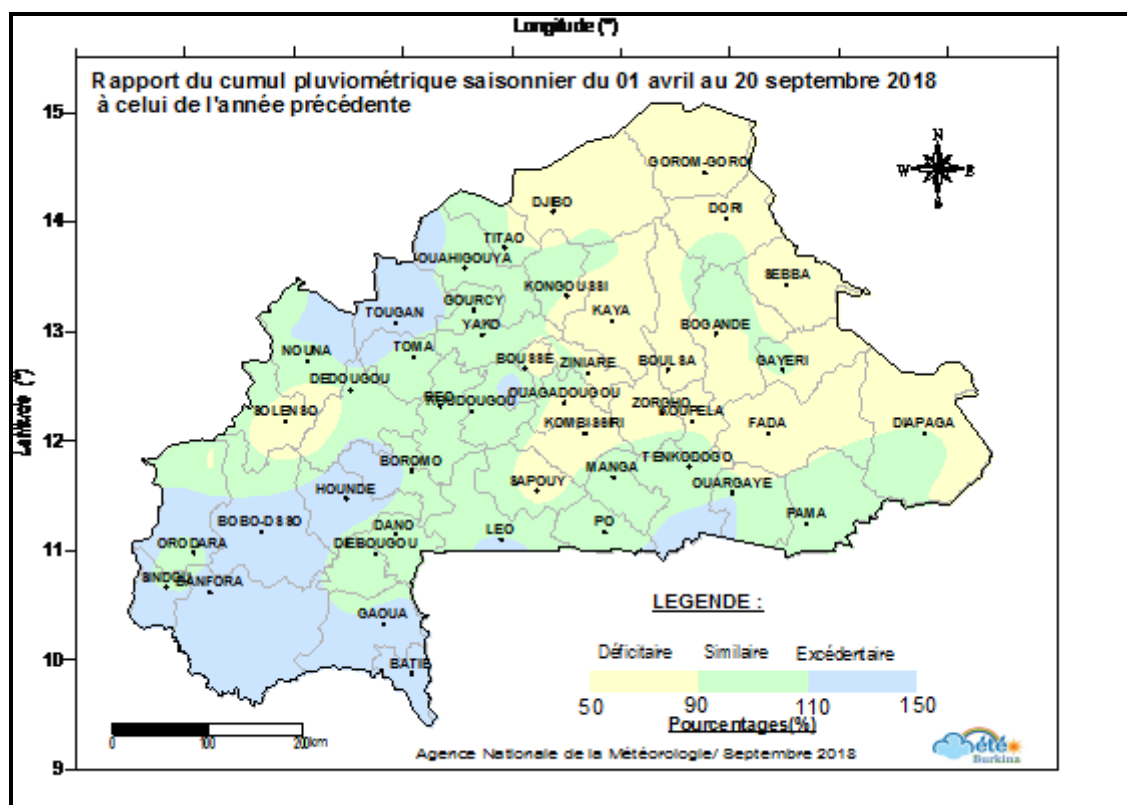 Longitude (°)
Rapport du cumul pluviométrique saisonnier du 01 avril au 20 septembre 2018
à celui de l'année précédente
15
14
13
12
11
10
9
Latitude (°)
N
W E
S
GOROM-GORO
DJIBO
DORI
TITAO
OUAHIGOUYA
SEBBA
KONGOUSSI
GOURCY
KAYA
TOUGAN
YAKO
BOGANDE
NOUNA
TOMA
BOUSSE
ZINIARE
BOULSA
GAYERI
DEDOUGOU
REO
KOUDOUGOU
OUAGADOUGOU
SOLENSO
ZORGHO
KOUPELA
KOMBISSIRI
FADA
DIAPAGA
BOROMO
TENKODOGO
MANGA
HOUNDE
SAPOUY
OUARGAYE
PAMA
BOBO-DSSO
DANO
LEO
PO
ORODARA
DIEBOUGOU
SINDOU
BANFORA
GAOUA
BATIE
LEGENDE :
Déficitaire Similaire Excédertaire
50 90 110 150
Pourcentages(%)
0 100 200km
Agence Nationale de la Météorologie/ Septembre 2018
été
Burkina